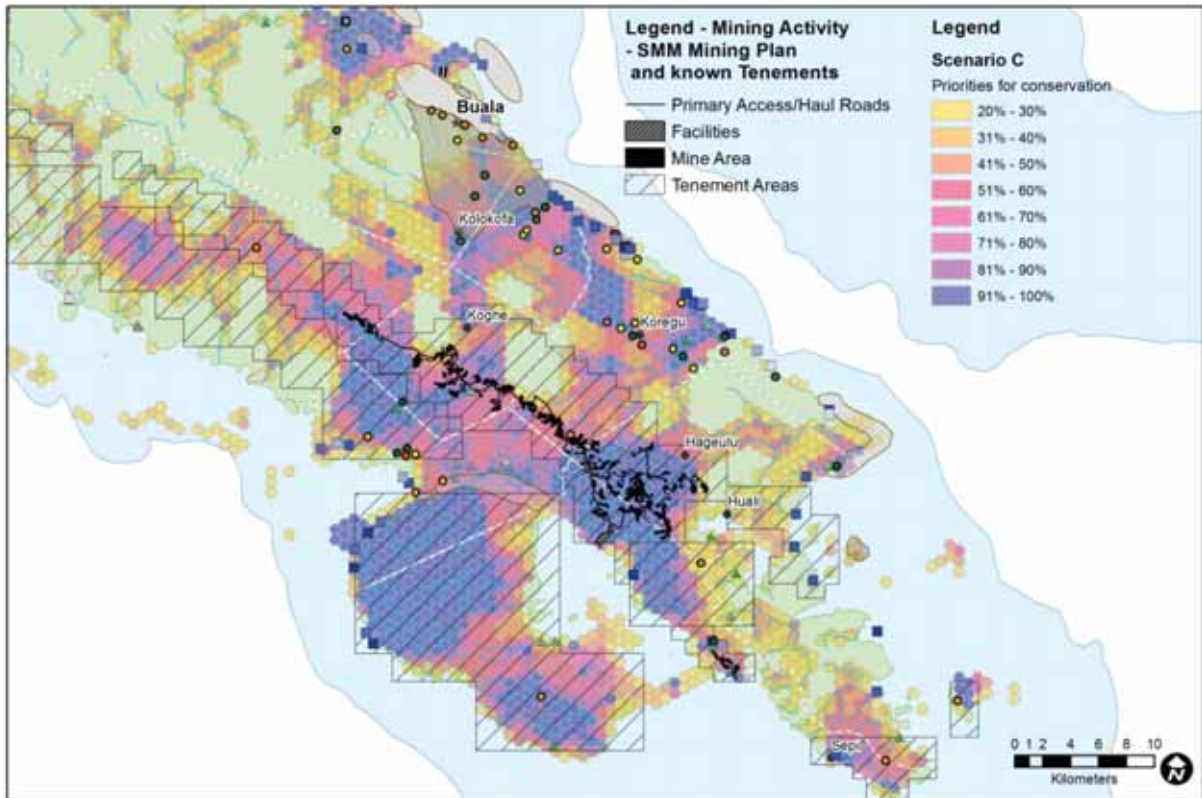 Legend - Mining Activity
- SMM Mining Plan
and known Tenements
Primary Access/Haul Roads
Facilities
Mine Area
Tenement Areas
Legend
Scenario C
Priorities for conservation
20% - 30%
31% - 40%
41% - 50%
51% - 60%
61% - 70%
71% - 80%
81% - 90%
91% - 100%
Buala
Kolokofa
Koghe
Koregu
Hageulu
Huali
Sepi
0 1 2 4 6 8 10
Kilometers
N